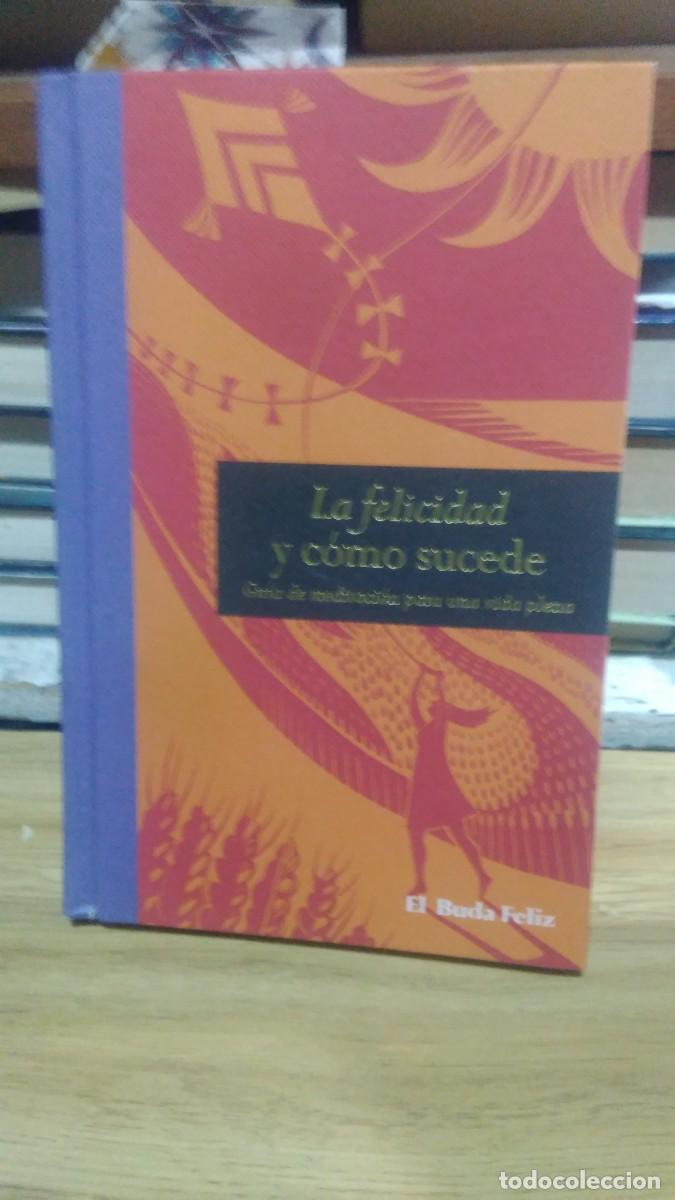 La felicidad
y cómo sucede
Guía de meditación para una vida plena
El Buda Feliz
todocoleccion